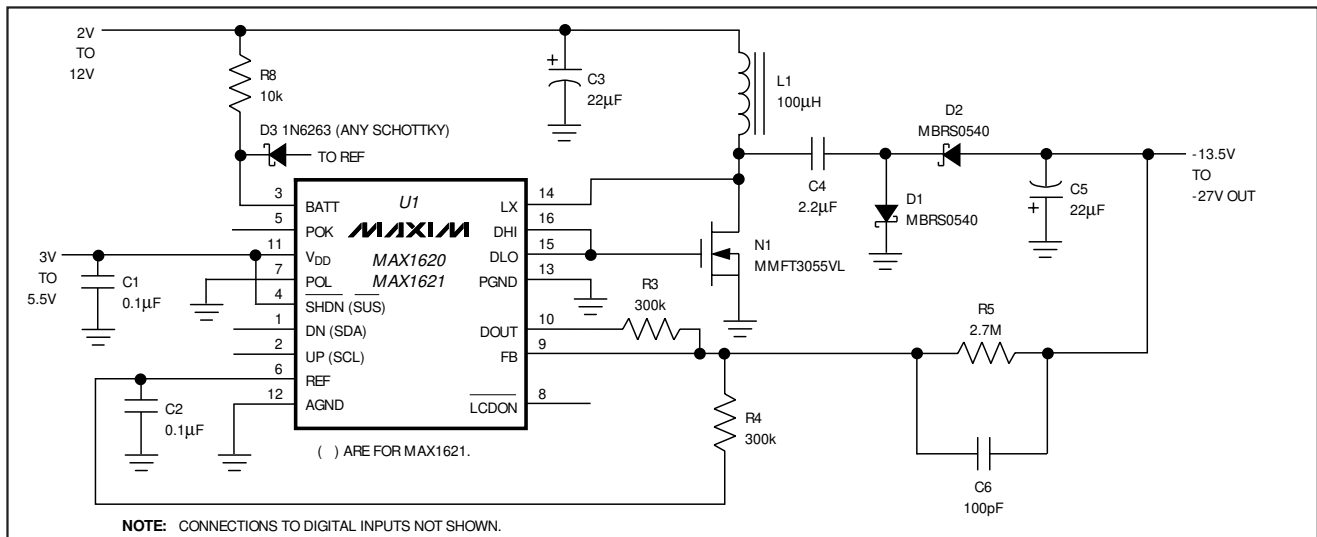 2V
TO
12V
R8
10k
C3
22µF
L1
100µH
D3 1N6263 (ANY SCHOTTKY)
TO REF
D2
MBRS0540
-13.5V
TO
-27V OUT
C4
2.2µF
D1
MBRS0540
C5
22µF
U1
MAXIM
MAX1620
MAX1621
3 BATT
5 POK
11 VDD
7 POL
4 SHDN (SUS)
1 DN (SDA)
2 UP (SCL)
6 REF
12 AGND
LX 14
DHI 16
DLO 15
PGND 13
DOUT 10
FB 9
LCDON 8
3V
TO
5.5V
C1
0.1µF
C2
0.1µF
N1
MMFT3055VL
R3
300k
R5
2.7M
R4
300k
C6
100pF
( ) ARE FOR MAX1621.
NOTE: CONNECTIONS TO DIGITAL INPUTS NOT SHOWN.